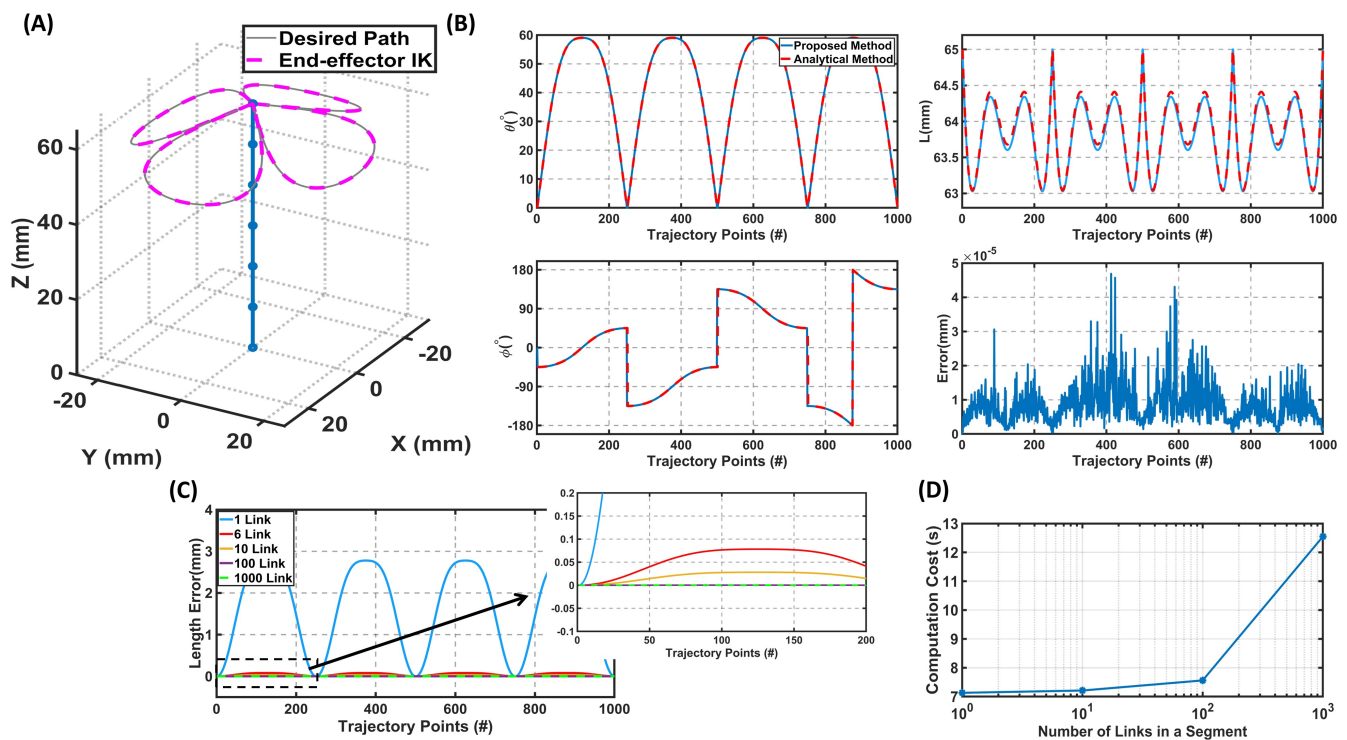 (A)
Desired Path
End-effector IK
Z (mm)
60
40
20
0
-20
0
20
Y (mm)
20
0
-20
X (mm)
(B)
Proposed Method
Analytical Method
θ(°)
60
50
40
30
20
10
0
0 200 400 600 800 1000
Trajectory Points (#)
L(mm)
65
64.5
64
63.5
63
0 200 400 600 800 1000
Trajectory Points (#)
ϕ(°)
180
90
0
-90
-180
0 200 400 600 800 1000
Trajectory Points (#)
×10⁻⁵
Error(mm)
5
4
3
2
1
0
0 200 400 600 800 1000
Trajectory Points (#)
(C)
1 Link
6 Link
10 Link
100 Link
1000 Link
Length Error(mm)
4
3
2
1
0
0 200 400 600 800 1000
Trajectory Points (#)
0.2
0.15
0.1
0.05
0
-0.05
-0.1
0 50 100 150 200
Trajectory Points (#)
(D)
Computation Cost (s)
13
12
11
10
9
8
7
10⁰ 10¹ 10² 10³
Number of Links in a Segment